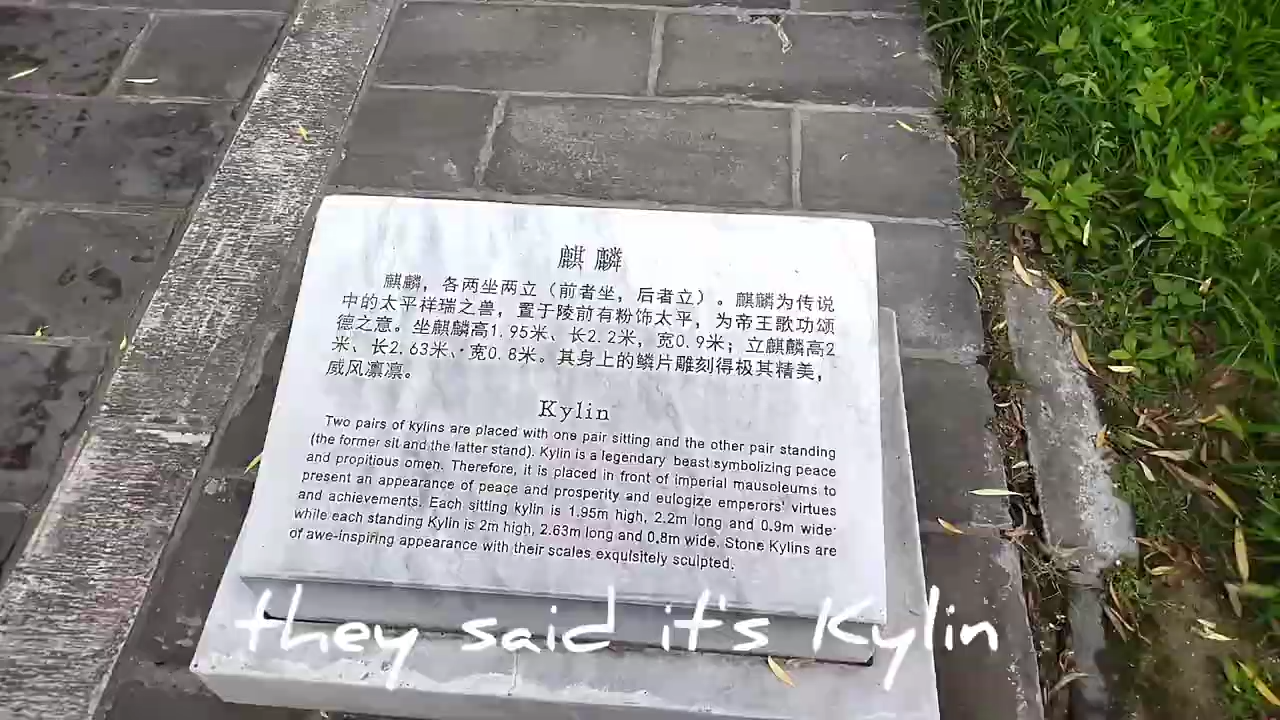 麒麟
麒麟，各两坐两立（前者坐，后者立）。麒麟为传说
中的太平祥瑞之兽，置于陵前有粉饰太平，为帝王歌功颂
德之意。坐麒麟高1.95米、长2.2米，宽0.9米；立麒麟高2
米、长2.63米、宽0.8米。其身上的鳞片雕刻得极其精美，
威风凛凛。
Kylin
Two pairs of kylins are placed with one pair sitting and the other pair standing
(the former sit and the latter stand). Kylin is a legendary beast symbolizing peace
and propitious omen. Therefore, it is placed in front of imperial mausoleums to
present an appearance of peace and prosperity and eulogize emperors' virtues
and achievements. Each sitting kylin is 1.95m high, 2.2m long and 0.9m wide
while each standing Kylin is 2m high, 2.63m long and 0.8m wide. Stone Kylins are
of awe-inspiring appearance with their scales exquisitely sculpted.
they said it's Kylin